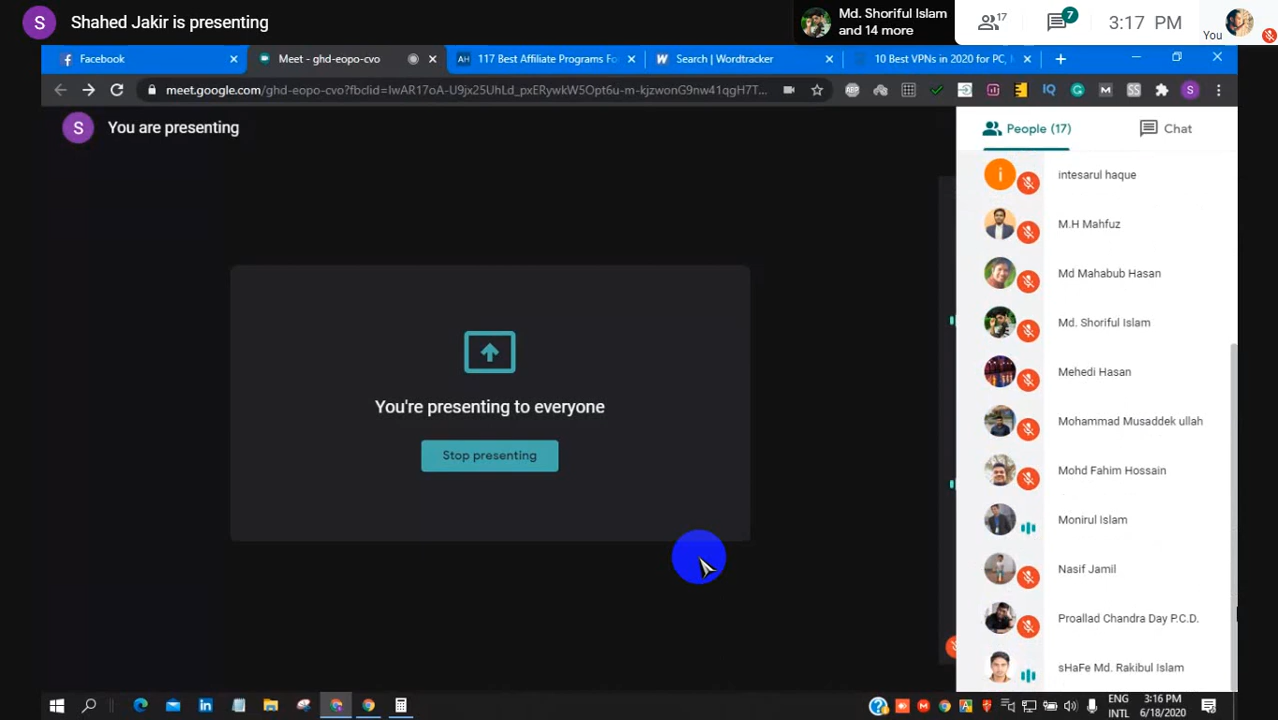 S Shahed Jakir is presenting
Md. Shoriful Islam
and 14 more
17
7
3:17 PM
You
Facebook
Meet - ghd-eopo-cvo
AH 117 Best Affiliate Programs Fo
W Search | Wordtracker
10 Best VPNs in 2020 for PC,
meet.google.com/ghd-eopo-cvo?fbclid=IwAR17oA-U9jx25UhLd_pxERywkW5Opt6u-m-kjzwonG9nw41qgH7T...
S You are presenting
People (17)
Chat
i intesarul haque
M.H Mahfuz
Md Mahabub Hasan
Md. Shoriful Islam
Mehedi Hasan
Mohammad Musaddek ullah
Mohd Fahim Hossain
Monirul Islam
Nasif Jamil
Proallad Chandra Day P.C.D.
sHaFe Md. Rakibul Islam
You're presenting to everyone
Stop presenting
ENG
INTL
3:16 PM
6/18/2020